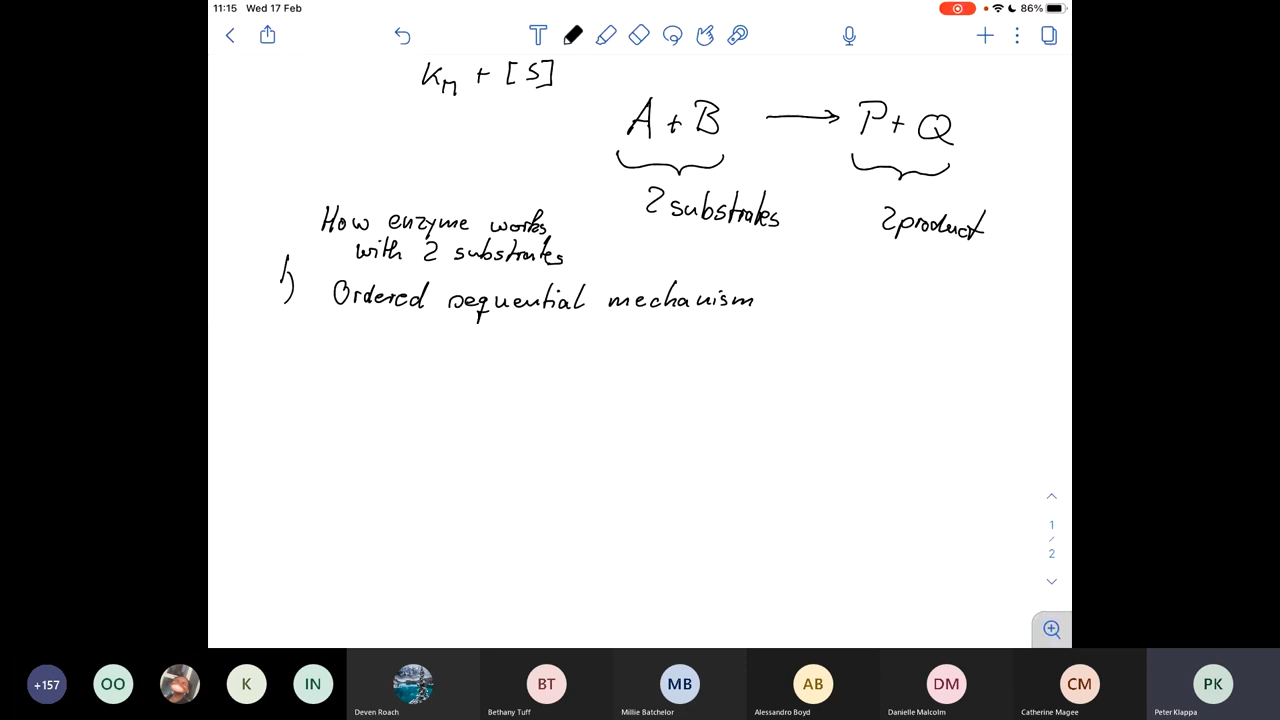 11:15 Wed 17 Feb
86%
KM + [S]
A + B → P + Q
2 substrates
2 product
How enzyme works
with 2 substrates
1) Ordered sequential mechanism
1
/
2
+157
OO
K
IN
BT
MB
AB
DM
CM
PK
Deven Roach
Bethany Tuff
Millie Batchelor
Alessandro Boyd
Danielle Malcolm
Catherine Magee
Peter Klappa